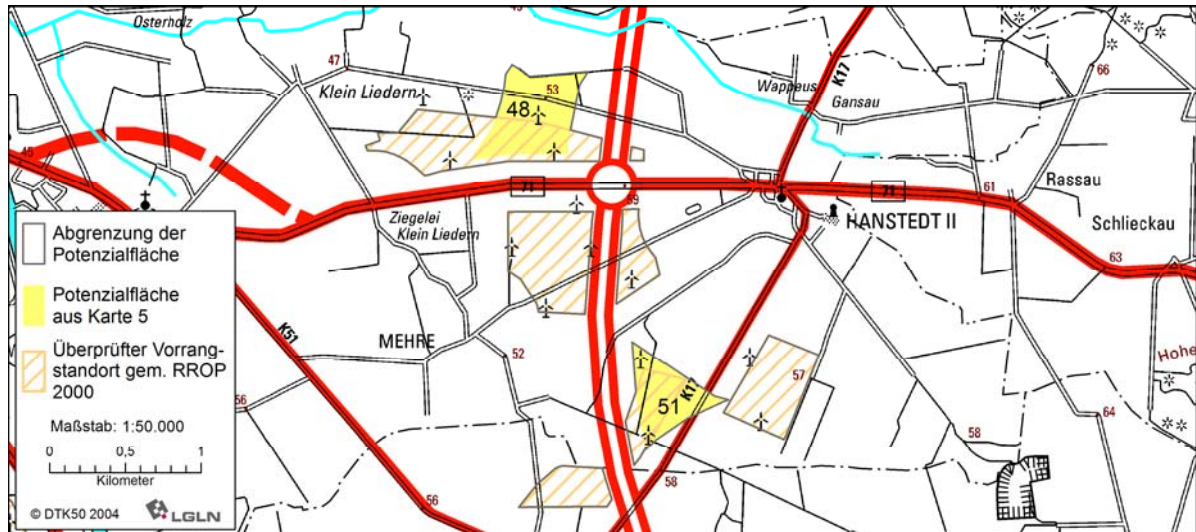 Osterholz
47
Klein Liedern
53
48
K17
Wappeus
Gansau
66
45
71
59
71
61
Rassau
HANSTEDT II
Schlieckau
63
Ziegelei
Klein Liedern
MEHRE
K51
52
56
56
51
K17
57
58
58
64
Hohe
Abgrenzung der
Potenzialfläche
Potenzialfläche
aus Karte 5
Überprüfter Vorrang-
standort gem. RROP
2000
Maßstab: 1:50.000
0 0,5 1
Kilometer
© DTK50 2004 LGLN